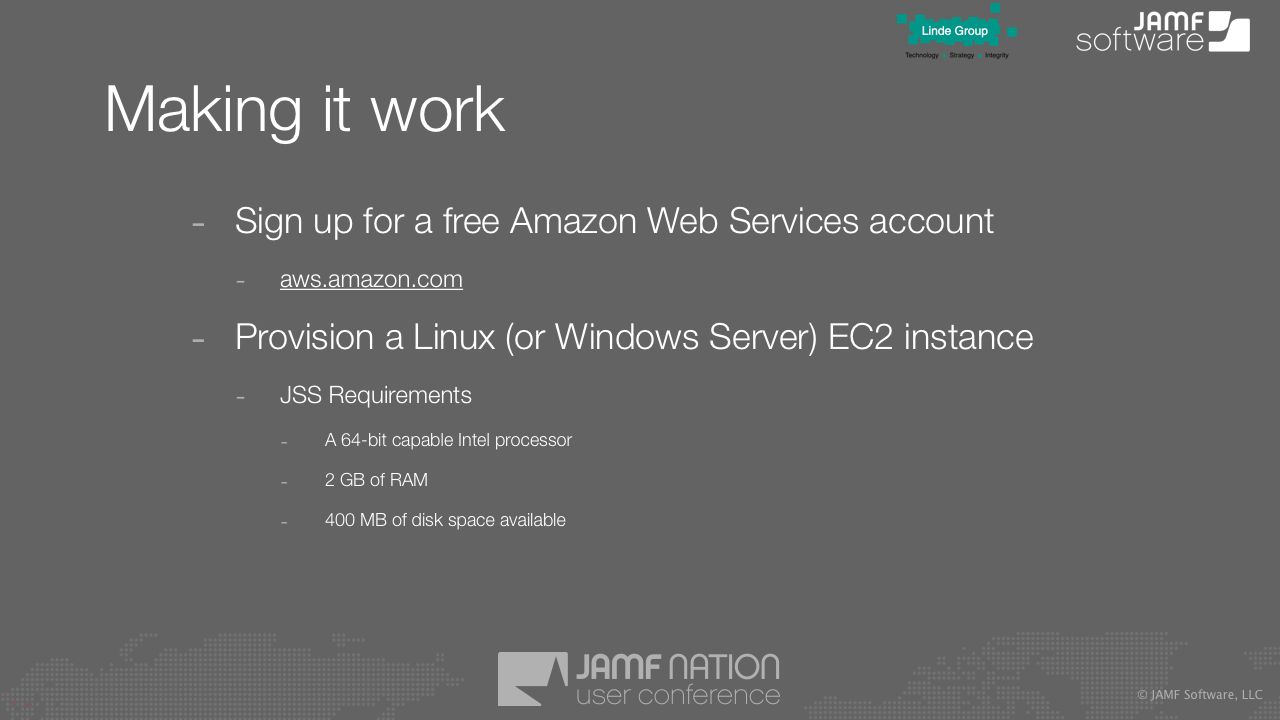 Linde Group
Technology Strategy Integrity
JAMF
software
Making it work
- Sign up for a free Amazon Web Services account
- aws.amazon.com
- Provision a Linux (or Windows Server) EC2 instance
- JSS Requirements
- A 64-bit capable Intel processor
- 2 GB of RAM
- 400 MB of disk space available
JAMF NATION
user conference
© JAMF Software, LLC